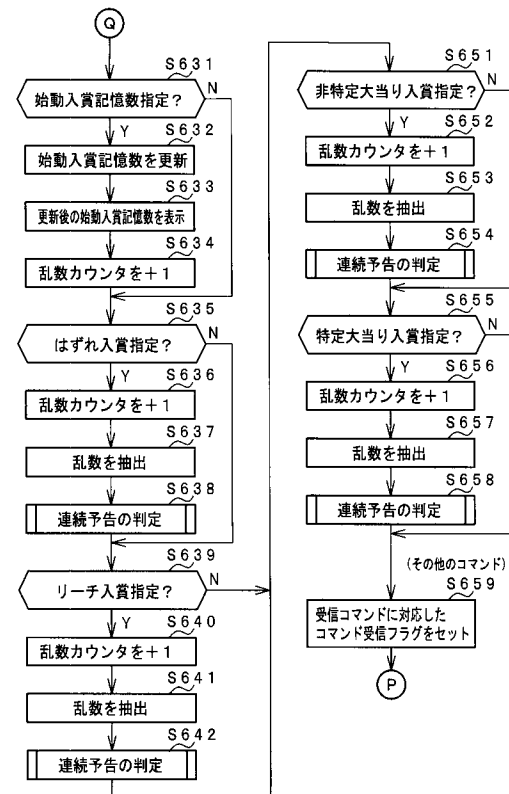 Q
S631
始動入賞記憶数指定？
N
Y
S632
始動入賞記憶数を更新
S633
更新後の始動入賞記憶数を表示
S634
乱数カウンタを＋1
S635
はずれ入賞指定？
N
Y
S636
乱数カウンタを＋1
S637
乱数を抽出
S638
連続予告の判定
S639
リーチ入賞指定？
N
Y
S640
乱数カウンタを＋1
S641
乱数を抽出
S642
連続予告の判定
S651
非特定大当り入賞指定？
N
Y
S652
乱数カウンタを＋1
S653
乱数を抽出
S654
連続予告の判定
S655
特定大当り入賞指定？
N
Y
S656
乱数カウンタを＋1
S657
乱数を抽出
S658
連続予告の判定
(その他のコマンド)
S659
受信コマンドに対応した
コマンド受信フラグをセット
P